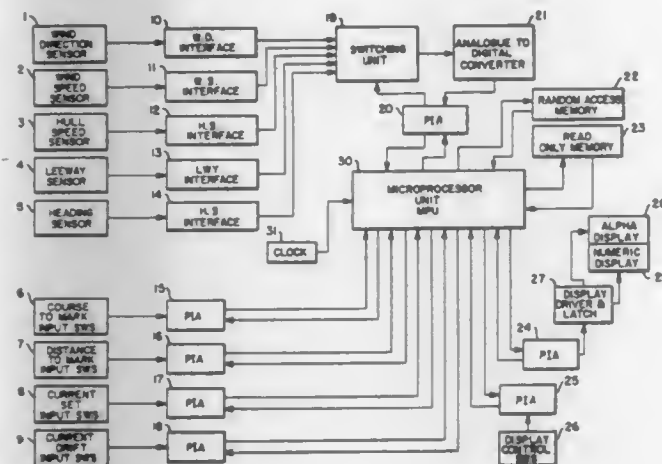 1
WIND
DIRECTION
SENSOR
10
W.D.
INTERFACE
2
WIND
SPEED
SENSOR
11
W.S.
INTERFACE
3
HULL
SPEED
SENSOR
12
H.S
INTERFACE
4
LEEWAY
SENSOR
13
LWY
INTERFACE
5
HEADING
SENSOR
14
H.S
INTERFACE
19
SWITCHING
UNIT
21
ANALOGUE TO
DIGITAL
CONVERTER
20
PIA
22
RANDOM ACCESS
MEMORY
23
READ
ONLY MEMORY
30
MICROPROCESSOR
UNIT
MPU
31
CLOCK
ALPHA
DISPLAY
NUMERIC
DISPLAY
27
DISPLAY
DRIVER &
LATCH
24
PIA
25
PIA
26
DISPLAY
CONTROL
6
COURSE
TO MARK
INPUT SWS
15
PIA
7
DISTANCE
TO MARK
INPUT SWS
16
PIA
8
CURRENT
SET
INPUT SWS
17
PIA
9
CURRENT
DRIFT
INPUT SWS
18
PIA